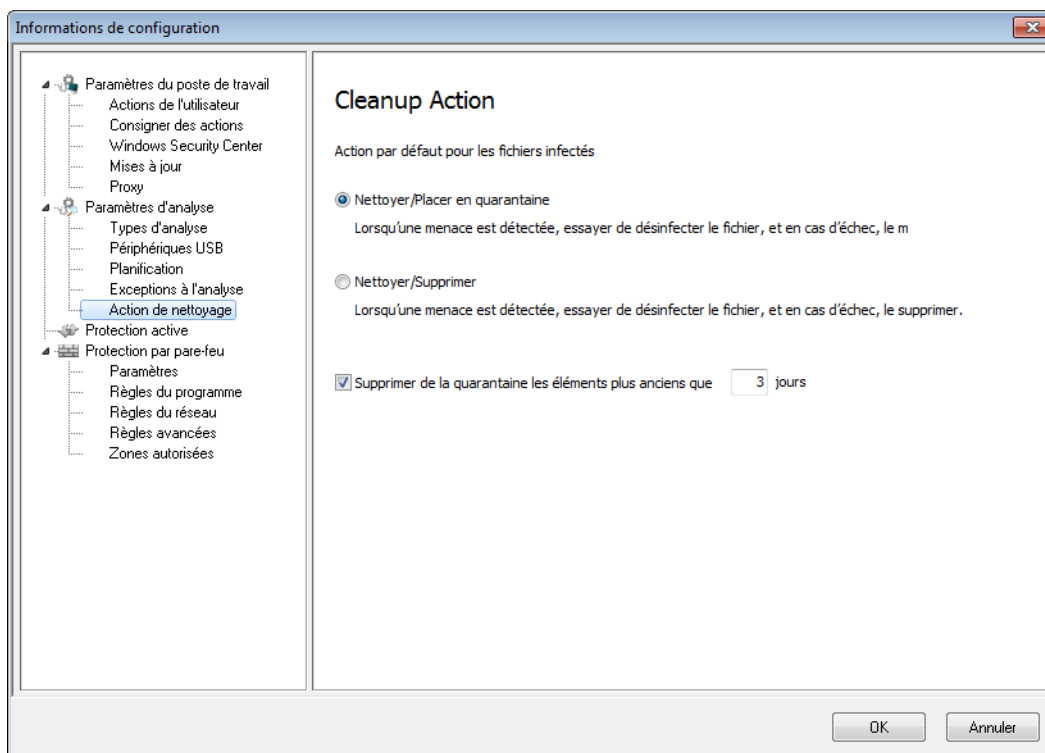 Informations de configuration
Paramètres du poste de travail
Actions de l'utilisateur
Consigner des actions
Windows Security Center
Mises à jour
Proxy
Paramètres d'analyse
Types d'analyse
Périphériques USB
Planification
Exceptions à l'analyse
Action de nettoyage
Protection active
Protection par pare-feu
Paramètres
Règles du programme
Règles du réseau
Règles avancées
Zones autorisées
Cleanup Action
Action par défaut pour les fichiers infectés
Nettoyer/Placer en quarantaine
Lorsqu'une menace est détectée, essayer de désinfecter le fichier, et en cas d'échec, le m
Nettoyer/Supprimer
Lorsqu'une menace est détectée, essayer de désinfecter le fichier, et en cas d'échec, le supprimer.
Supprimer de la quarantaine les éléments plus anciens que 3 jours
OK Annuler